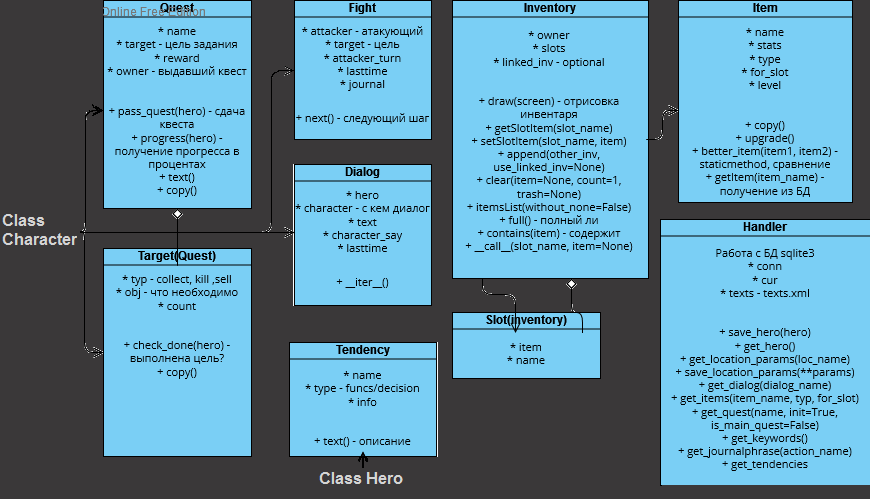 Online Free Edition
Quest
* name
* target - цель задания
* reward
* owner - выдавший квест
+ pass_quest(hero) - сдача
квеста
+ progress(hero) -
получение прогресса в
процентах
+ text()
+ copy()
Fight
* attacker - атакующий
* target - цель
* attacker_turn
* lasttime
* journal
+ next() - следующий шаг
Inventory
* owner
* slots
* linked_inv - optional
+ draw(screen) - отрисовка
инвентаря
+ getSlotItem(slot_name)
+ setSlotItem(slot_name, item)
+ append(other_inv,
use_linked_inv=None)
+ clear(item=None, count=1,
trash=None)
+ itemsList(without_none=False)
+ full() - полный ли
+ contains(item) - содержит
+ __call__(slot_name, item=None)
Item
* name
* stats
* type
* for_slot
* level
+ copy()
+ upgrade()
+ better_item(item1, item2) -
staticmethod, сравнение
+ getItem(item_name) -
получение из БД
Class
Character
Dialog
* hero
* character - с кем диалог
* text
* character_say
* lasttime
+ __iter__()
Target(Quest)
* typ - collect, kill ,sell
* obj - что необходимо
* count
+ check_done(hero) -
выполнена цель?
+ copy()
Tendency
* name
* type - funcs/decision
* info
+ text() - описание
Class Hero
Slot(inventory)
* item
* name
Handler
Работа с БД sqlite3
* conn
* cur
* texts - texts.xml
+ save_hero(hero)
+ get_hero()
+ get_location_params(loc_name)
+ save_location_params(**params)
+ get_dialog(dialog_name)
+ get_items(item_name, typ, for_slot)
+ get_quest(name, init=True,
is_main_quest=False)
+ get_keywords()
+ get_journalphrase(action_name)
+ get_tendencies